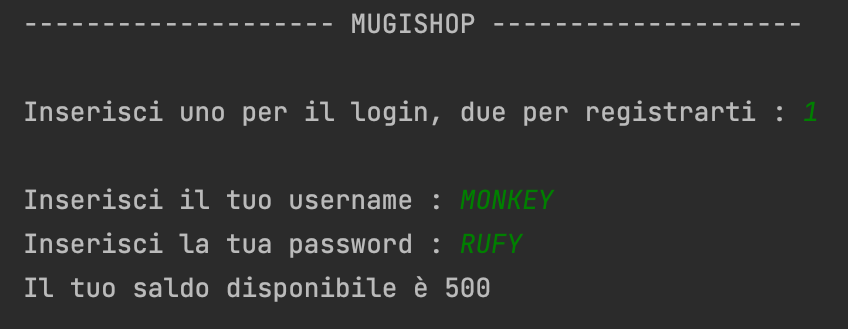 -------------------- MUGISHOP --------------------
Inserisci uno per il login, due per registrarti : 1
Inserisci il tuo username : MONKEY
Inserisci la tua password : RUFY
Il tuo saldo disponibile è 500